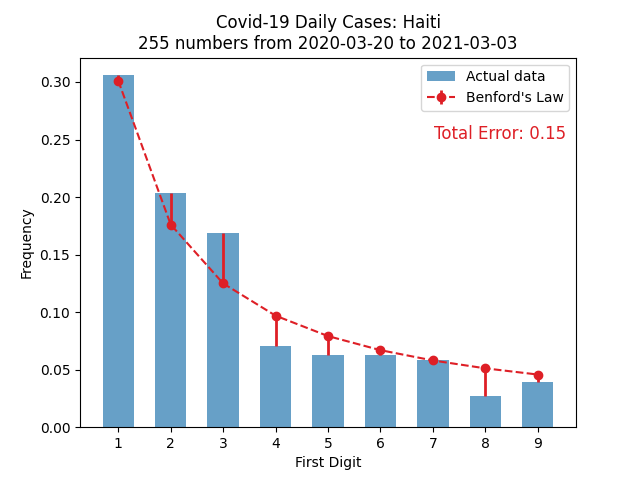 Covid-19 Daily Cases: Haiti
255 numbers from 2020-03-20 to 2021-03-03
Actual data
Benford's Law
Total Error: 0.15
Frequency
0.30
0.25
0.20
0.15
0.10
0.05
0.00
1 2 3 4 5 6 7 8 9
First Digit